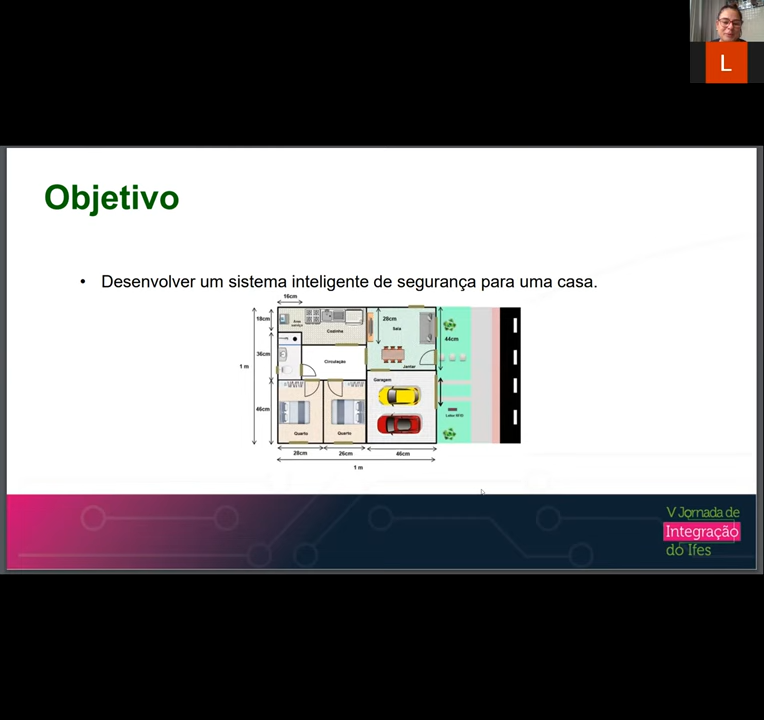 L
Objetivo
• Desenvolver um sistema inteligente de segurança para uma casa.
16cm
18cm
Cozinha
28cm
Sala
44cm
36cm
Circulação
1 m
Jantar
Garagem
46cm
Quarto
Quarto
Leitor RFID
28cm
26cm
46cm
1 m
V Jornada de
Integração
do Ifes